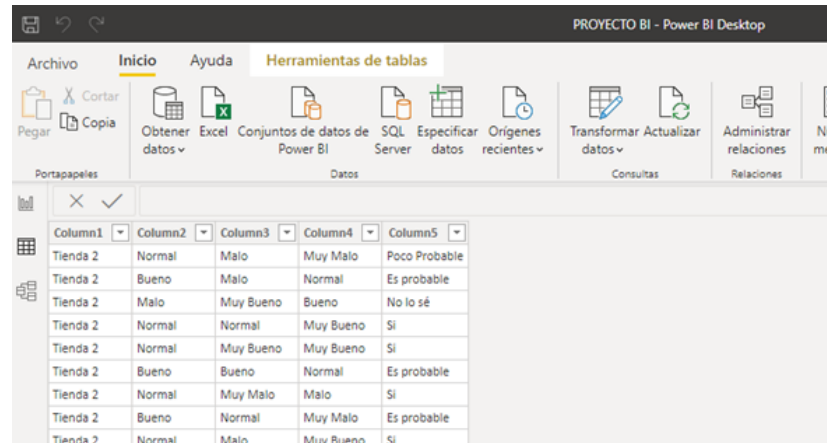 PROYECTO BI - Power BI Desktop
Archivo Inicio Ayuda Herramientas de tablas
Pegar Cortar Copia Obtener datos Excel Conjuntos de datos de Power BI SQL Server Especificar datos Orígenes recientes Transformar datos Actualizar Administrar relaciones
Portapapeles Datos Consultas Relaciones
Column1 Column2 Column3 Column4 Column5
Tienda 2 Normal Malo Muy Malo Poco Probable
Tienda 2 Bueno Malo Normal Es probable
Tienda 2 Malo Muy Bueno Bueno No lo sé
Tienda 2 Normal Normal Muy Bueno Si
Tienda 2 Normal Muy Bueno Muy Bueno Si
Tienda 2 Bueno Bueno Normal Es probable
Tienda 2 Normal Muy Malo Malo Si
Tienda 2 Bueno Normal Muy Malo Es probable
Tienda 2 Normal Malo Muy Bueno Si